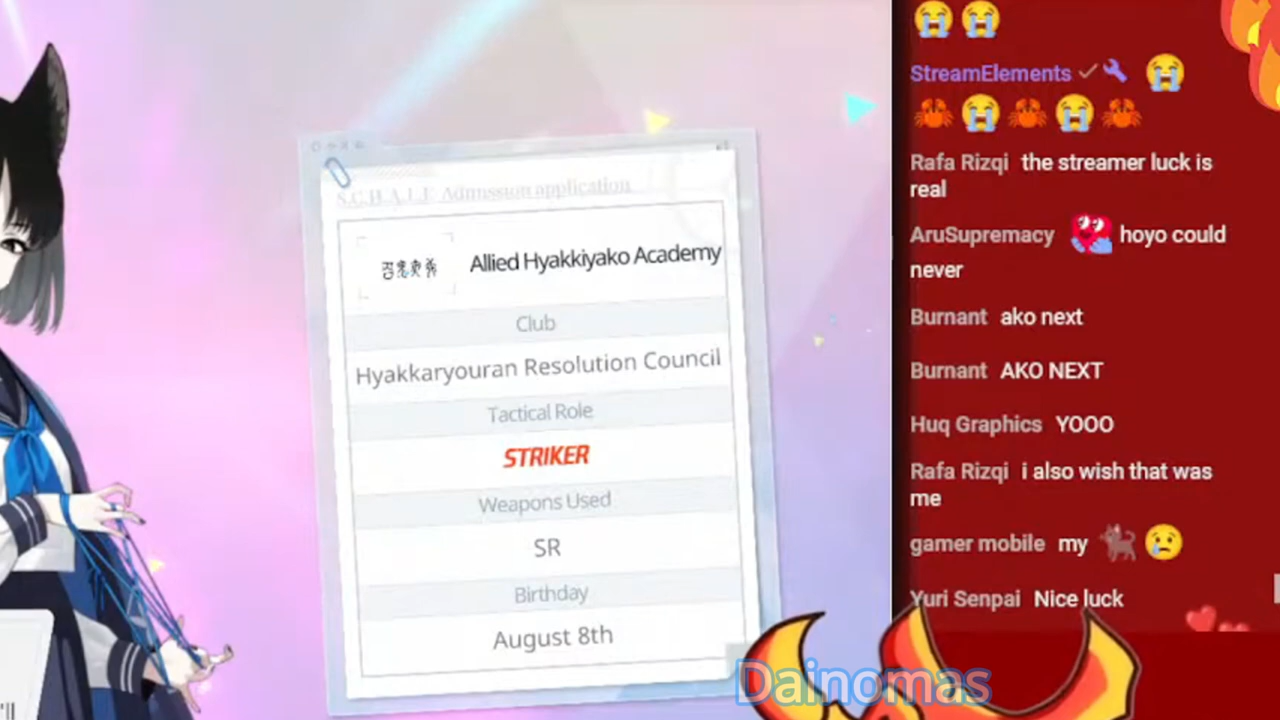 S.C.H.A.L.E Admission application
Allied Hyakkiyako Academy
Club
Hyakkaryouran Resolution Council
Tactical Role
STRIKER
Weapons Used
SR
Birthday
August 8th
StreamElements
Rafa Rizqi the streamer luck is
real
AruSupremacy hoyo could
never
Burnant ako next
Burnant AKO NEXT
Huq Graphics YOOO
Rafa Rizqi i also wish that was
me
gamer mobile my
Yuri Senpai Nice luck
Dainomas